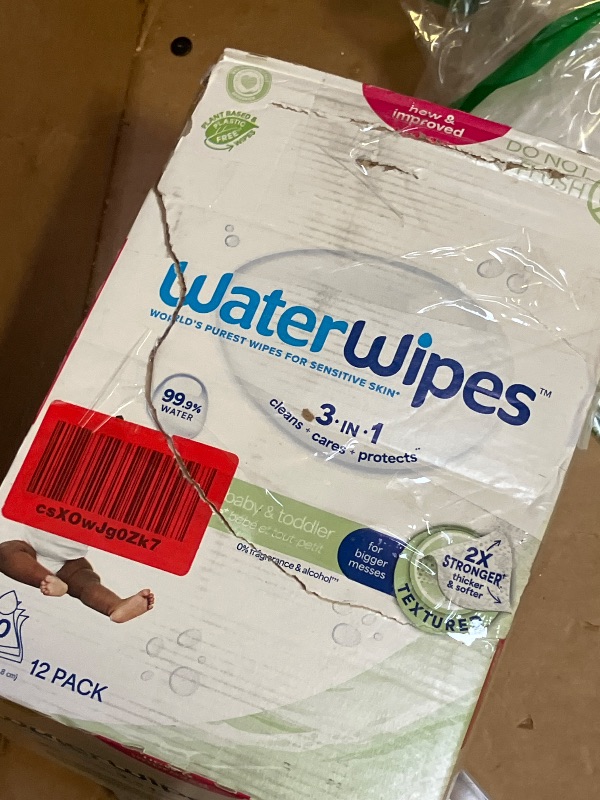 new &
improved
PLANT BASED &
PLASTIC
FREE
WIPE
DO NOT
FLUSH
waterwipes™
WORLD'S PUREST WIPES FOR SENSITIVE SKIN*
99.9%
WATER
3·IN·1
cleans + cares + protects
csXOwJg0Zk7
baby & toddler
bébé et tout petit
0% fragrance & alcohol***
for
bigger
messes
2X
STRONGER†
thicker
& softer
TEXTURED
12 PACK